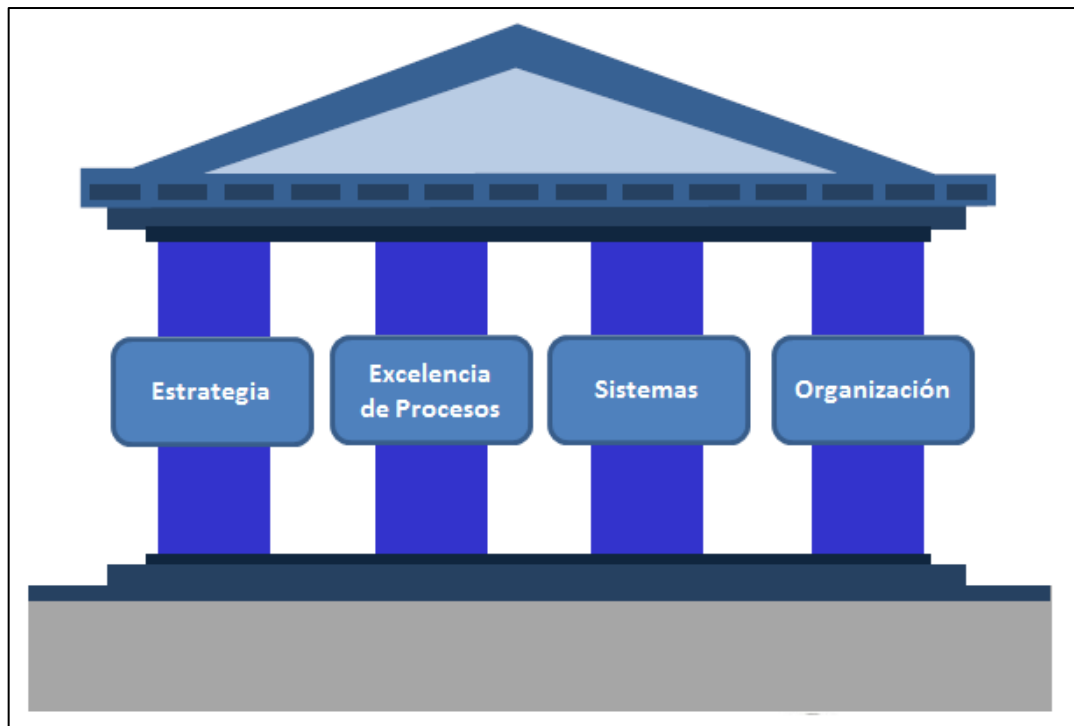 Estrategia
Excelencia
de Procesos
Sistemas
Organización